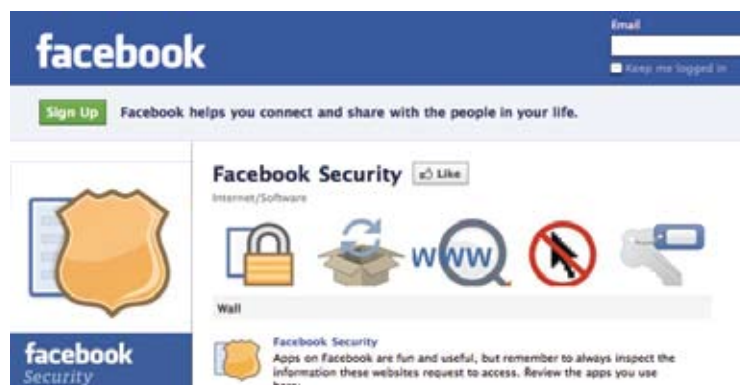 facebook
Email
Keep me logged in
Sign Up Facebook helps you connect and share with the people in your life.
Facebook Security Like
Internet/Software
www
Wall
facebook
Security
Facebook Security
Apps on Facebook are fun and useful, but remember to always inspect the
information these websites request to access. Review the apps you use